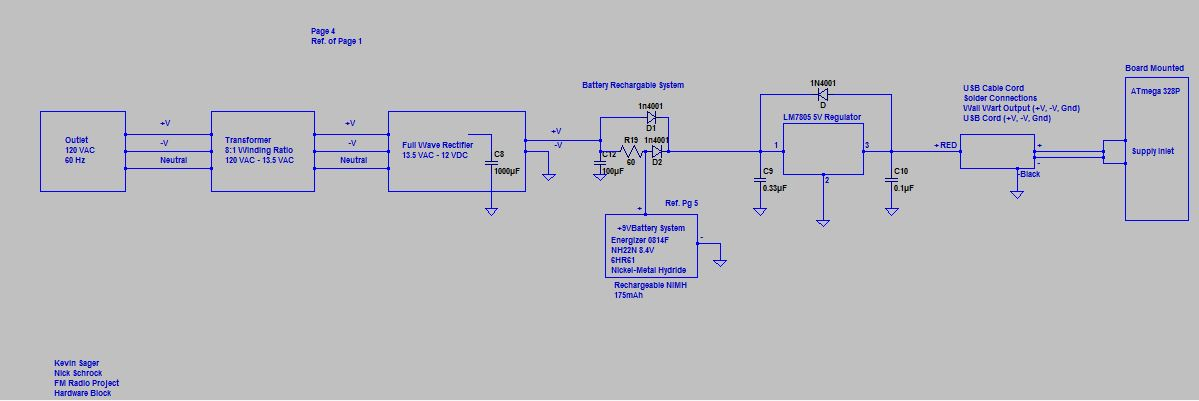 Page 4
Ref. of Page 1
Battery Rechargable System
Outlet
120 VAC
60 Hz
+V
-V
Neutral
Transformer
8:1 Winding Ratio
120 VAC - 13.5 VAC
+V
-V
Neutral
Full Wave Rectifier
13.5 VAC - 12 VDC
C8
1000µF
+V
-V
1n4001
D1
C12
100µF
R19
60
1n4001
D2
Ref. Pg 5
+
-
+9VBattery System
Energizer 0814F
NH22N 8.4V
6HR61
Nickel-Metal Hydride
Rechargeable NIMH
175mAh
1N4001
D
LM7805 5V Regulator
1
3
2
C9
0.33µF
C10
0.1µF
+RED
USB Cable Cord
Solder Connections
Wall Wart Output (+V, -V, Gnd)
USB Cord (+V, -V, Gnd)
+
-
-Black
Board Mounted
ATmega 328P
Supply Inlet
Kevin Sager
Nick Schrock
FM Radio Project
Hardware Block